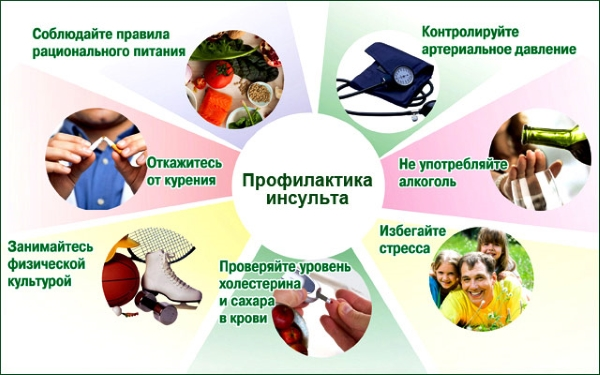 Соблюдайте правила
рационального питания
Контролируйте
артериальное давление
Откажитесь
от курения
Профилактика
инсульта
Не употребляйте
алкоголь
Занимайтесь
физической
культурой
Проверяйте уровень
холестерина
и сахара
в крови
Избегайте
стресса